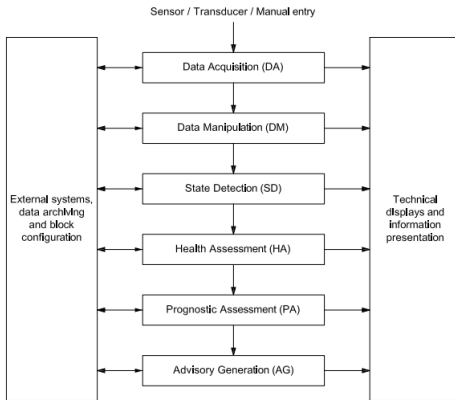 Sensor / Transducer / Manual entry
Data Acquisition (DA)
Data Manipulation (DM)
State Detection (SD)
External systems,
data archiving
and block
configuration
Technical
displays and
information
presentation
Health Assessment (HA)
Prognostic Assessment (PA)
Advisory Generation (AG)